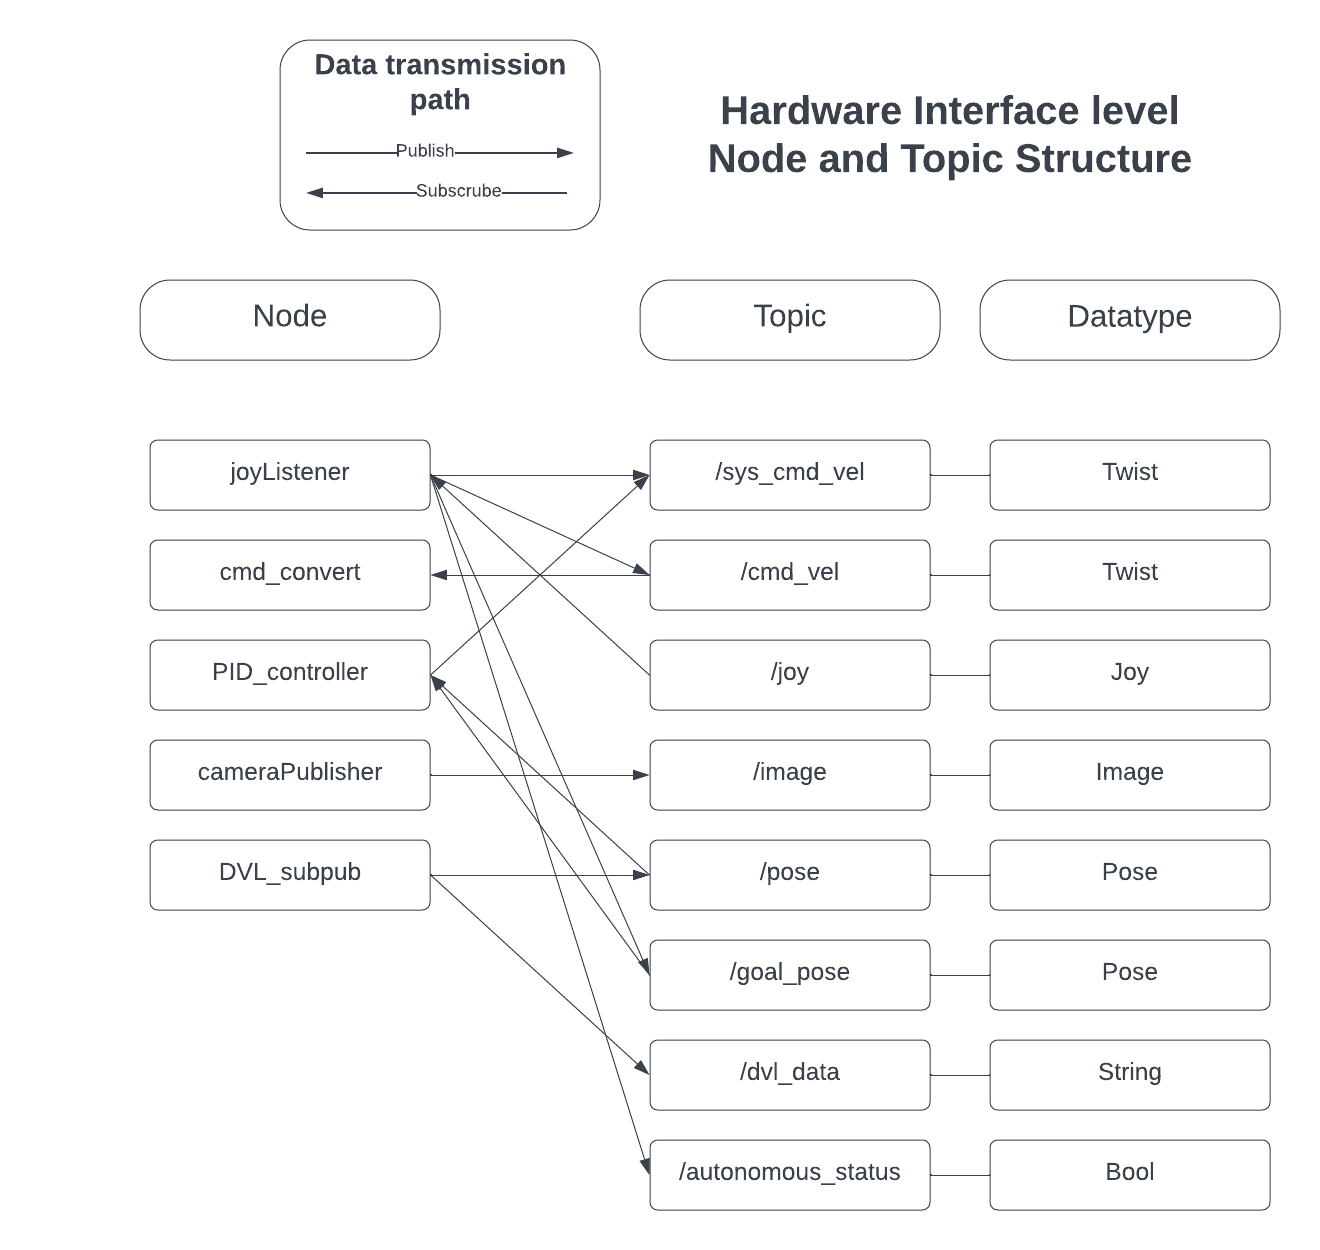 Data transmission
path
Publish
Subscrube
Hardware Interface level
Node and Topic Structure
Node
Topic
Datatype
joyListener
/sys_cmd_vel
Twist
cmd_convert
/cmd_vel
Twist
PID_controller
/joy
Joy
cameraPublisher
/image
Image
DVL_subpub
/pose
Pose
/goal_pose
Pose
/dvl_data
String
/autonomous_status
Bool